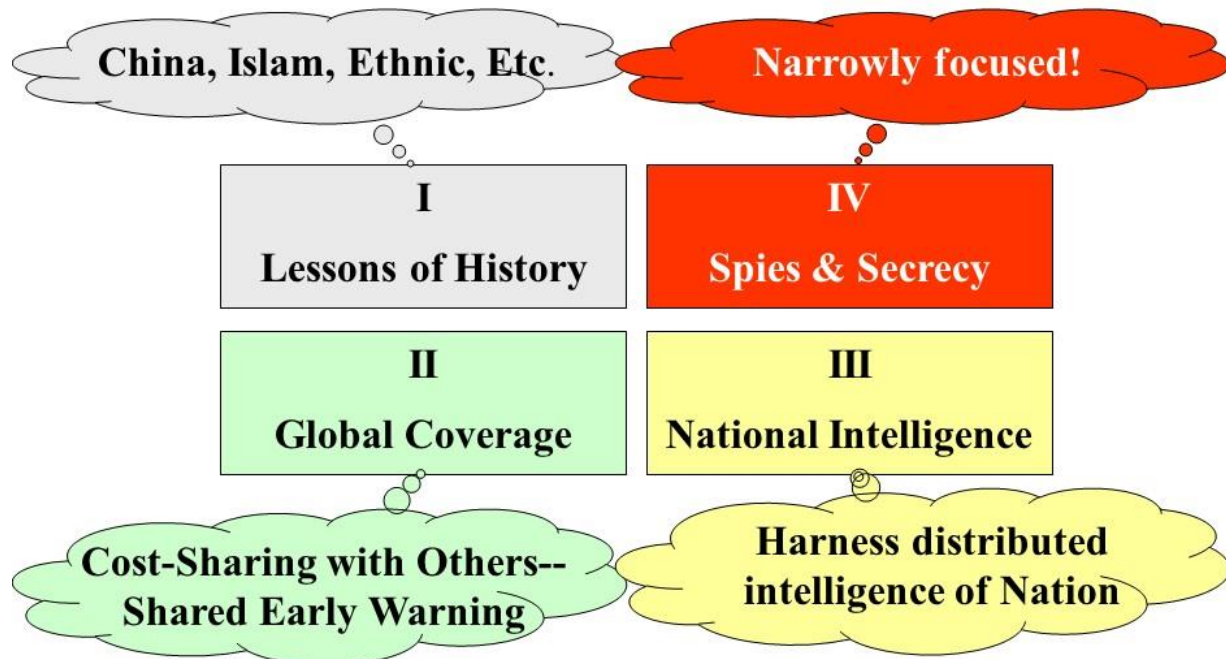 China, Islam, Ethnic, Etc.
Narrowly focused!
I
Lessons of History
IV
Spies & Secrecy
II
Global Coverage
III
National Intelligence
Cost-Sharing with Others--
Shared Early Warning
Harness distributed
intelligence of Nation